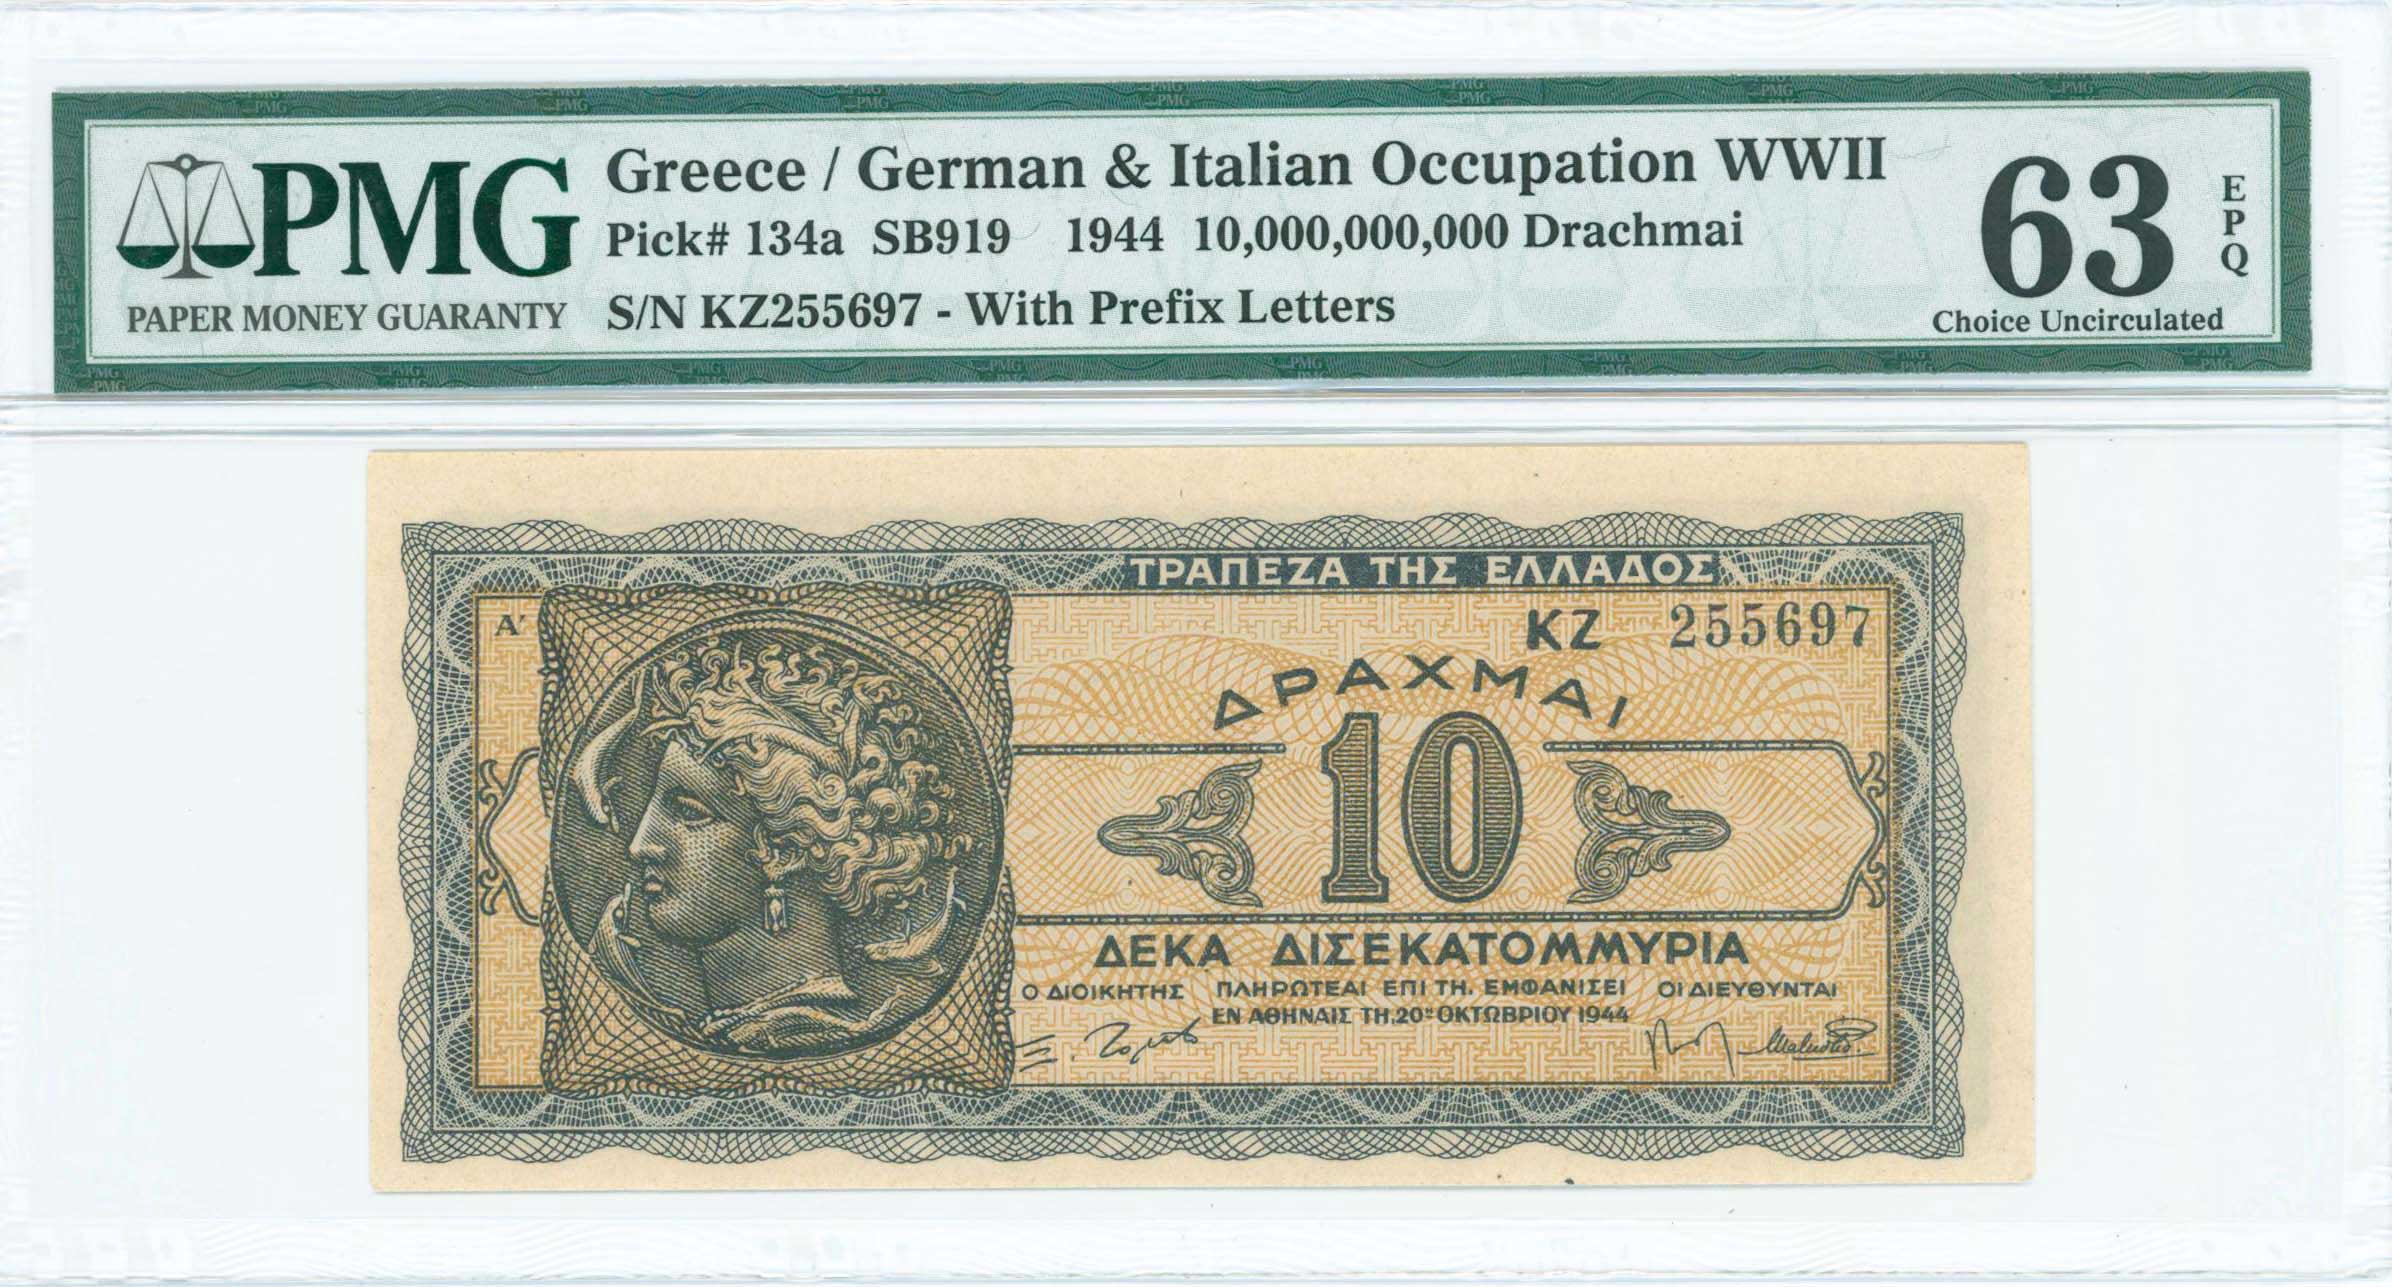 PMG
PAPER MONEY GUARANTY
Greece / German & Italian Occupation WWII
Pick# 134a SB919 1944 10,000,000,000 Drachmai
S/N KZ255697 - With Prefix Letters
63
EPQ
Choice Uncirculated
ΤΡΑΠΕΖΑ ΤΗΣ ΕΛΛΑΔΟΣ
Α'
ΚΖ 255697
ΔΡΑΧΜΑΙ
10
ΔΕΚΑ ΔΙΣΕΚΑΤΟΜΜΥΡΙΑ
Ο ΔΙΟΙΚΗΤΗΣ ΠΛΗΡΩΤΕΑΙ ΕΠΙ ΤΗ. ΕΜΦΑΝΙΣΕΙ ΟΙ ΔΙΕΥΘΥΝΤΑΙ
ΕΝ ΑΘΗΝΑΙΣ ΤΗ. 20ῃ ΟΚΤΩΒΡΙΟΥ 1944